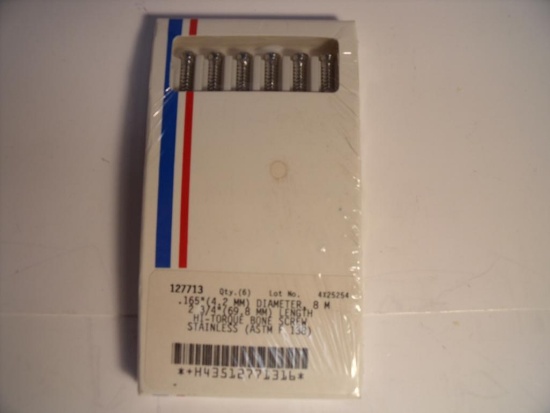 127713 Qty.(6) Lot No. 4X25254
.165"(4.2 MM) DIAMETER, 8 M
2 3/4"(69.8 MM) LENGTH
HI-TORQUE BONE SCREW
STAINLESS (ASTM F 138)
*+H43512771316*